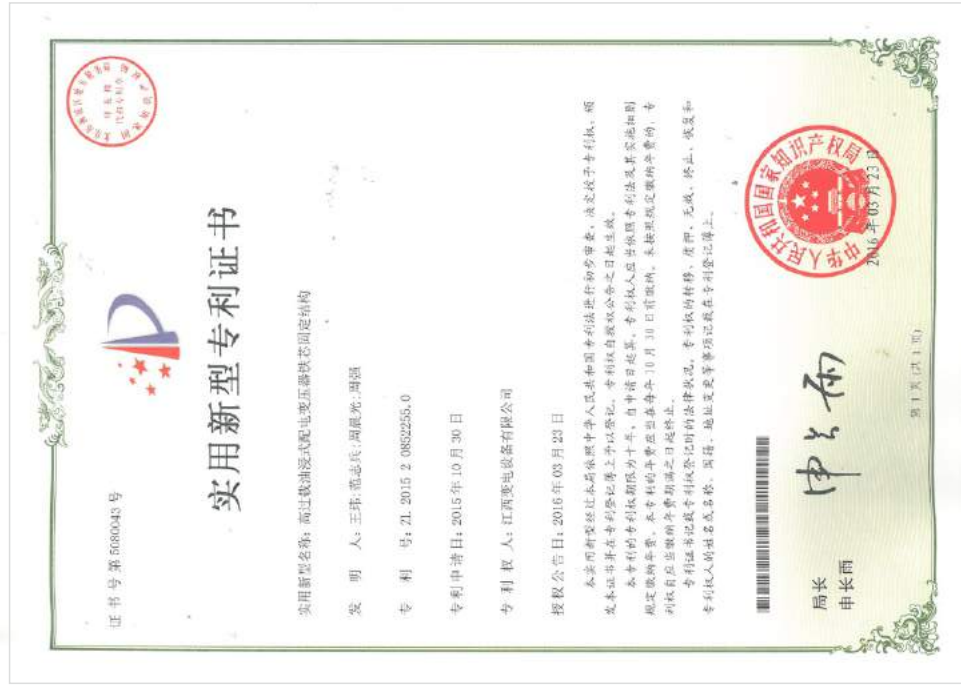 证书号第5080043号
实用新型专利证书
实用新型名称：高过载油浸式配电变压器铁芯固定结构
发 明 人：王玮;范志兵;周晨光;周强
专 利 号：ZL 2015 2 0852255.0
专利申请日：2015年10月30日
专 利 权 人：江西变电设备有限公司
授权公告日：2016年03月23日
本实用新型经过本局依照中华人民共和国专利法进行初步审查，决定授予专利权，颁
发本证书并在专利登记簿上予以登记。专利权自授权公告之日起生效。
本专利的专利权期限为十年，自申请日起算。专利权人应当依照专利法及其实施细则
规定缴纳年费。本专利的年费应当在每年10月30日前缴纳。未按照规定缴纳年费的，专
利权自应当缴纳年费期满之日起终止。
专利证书记载专利权登记时的法律状况。专利权的转移、质押、无效、终止、恢复和
专利权人的姓名或名称、国籍、地址变更等事项记载在专利登记簿上。
局长
申长雨
申长雨
中华人民共和国国家知识产权局
2016年03月23日
第1页(共1页)